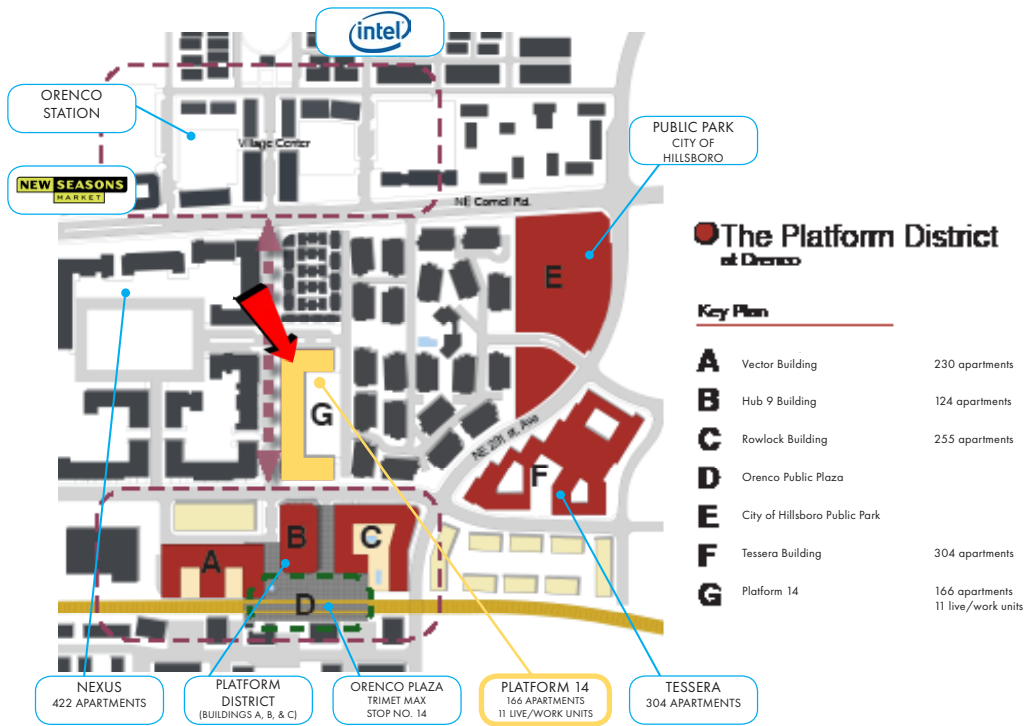 intel
ORENCO
STATION
Village Center
PUBLIC PARK
CITY OF
HILLSBORO
NEW SEASONS
MARKET
NE Cornell Rd.
E
The Platform District
at Orenco
Key Plan
A Vector Building 230 apartments
B Hub 9 Building 124 apartments
C Rowlock Building 255 apartments
D Orenco Public Plaza
E City of Hillsboro Public Park
F Tessera Building 304 apartments
G Platform 14 166 apartments
11 live/work units
G
NE 231 st. Ave
F
B
C
A
D
NEXUS
422 APARTMENTS
PLATFORM
DISTRICT
(BUILDINGS A, B, & C)
ORENCO PLAZA
TRIMET MAX
STOP NO. 14
PLATFORM 14
166 APARTMENTS
11 LIVE/WORK UNITS
TESSERA
304 APARTMENTS